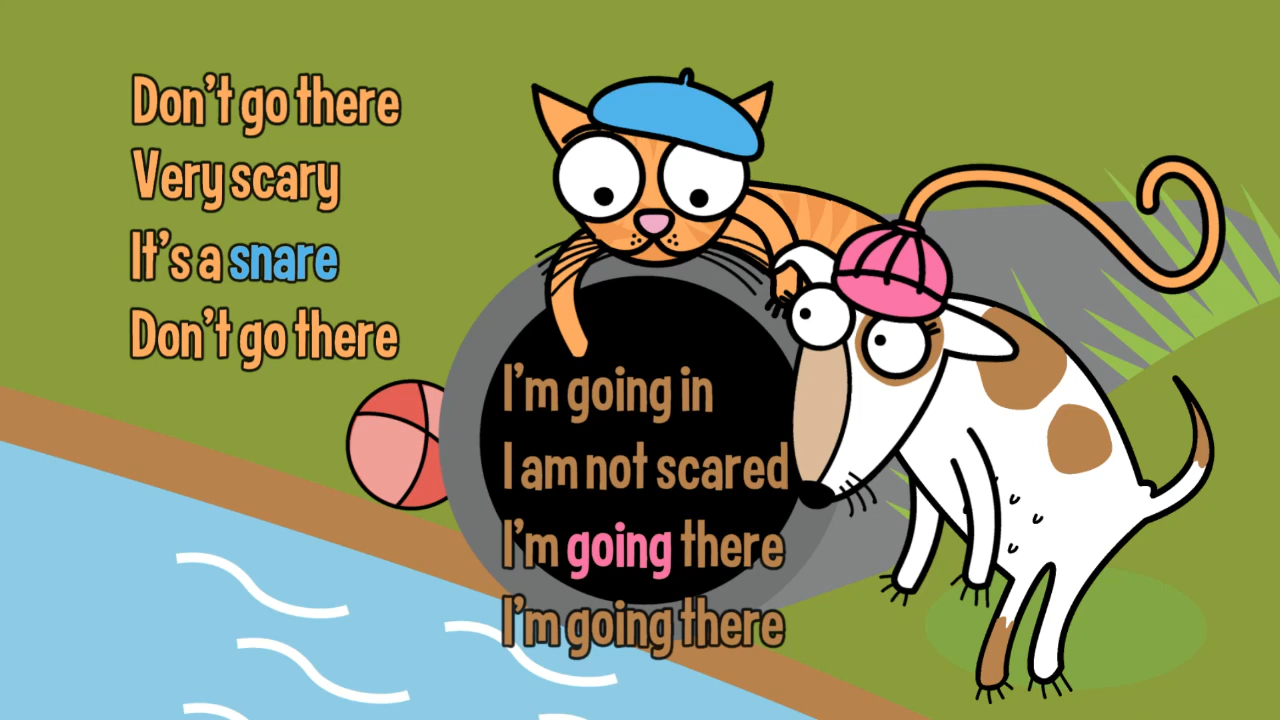 Don't go there
Very scary
It's a snare
Don't go there
I'm going in
I am not scared
I'm going there
I'm going there